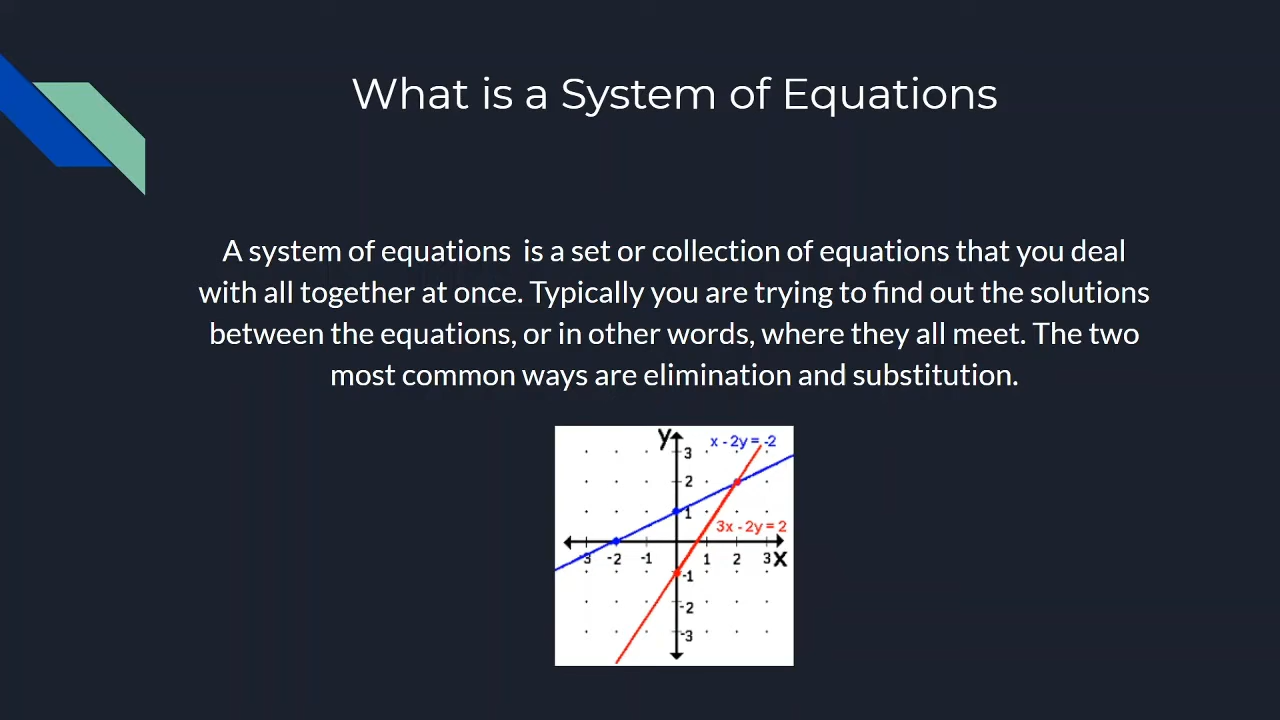 What is a System of Equations
A system of equations  is a set or collection of equations that you deal
with all together at once. Typically you are trying to find out the solutions
between the equations, or in other words, where they all meet. The two
most common ways are elimination and substitution.
y
x - 2y = -2
3
2
1
3x - 2y = 2
-3 -2 -1 1 2 3 x
-1
-2
-3